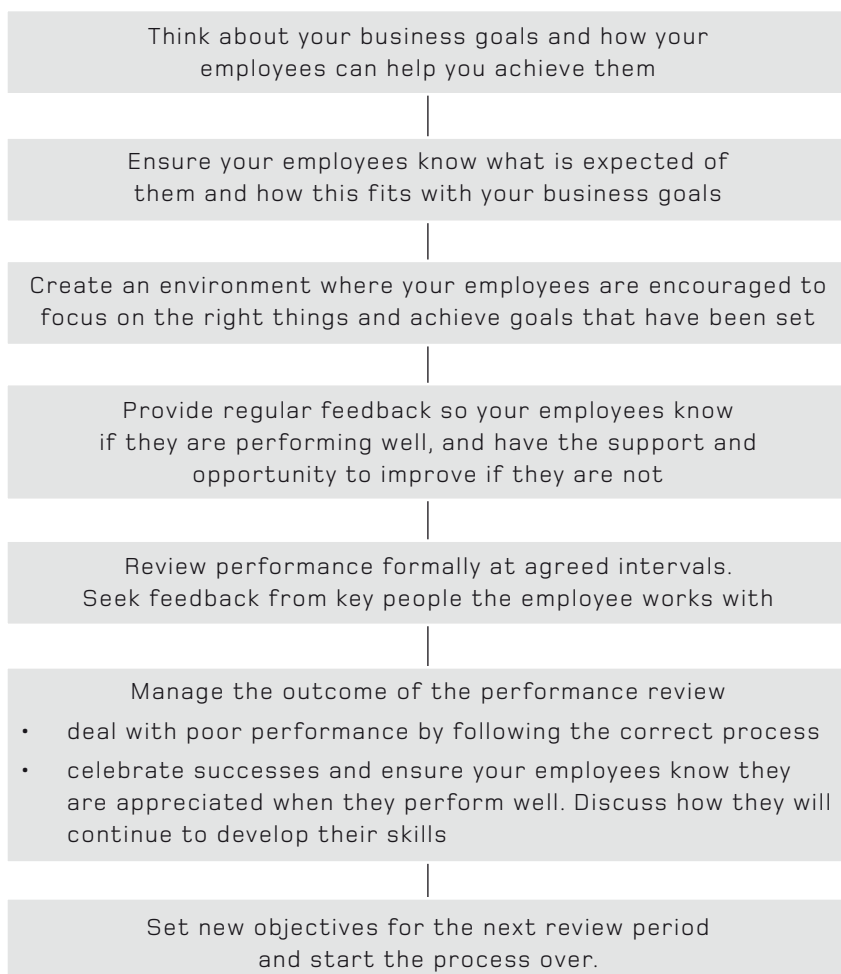 Think about your business goals and how your
employees can help you achieve them
Ensure your employees know what is expected of
them and how this fits with your business goals
Create an environment where your employees are encouraged to
focus on the right things and achieve goals that have been set
Provide regular feedback so your employees know
if they are performing well, and have the support and
opportunity to improve if they are not
Review performance formally at agreed intervals.
Seek feedback from key people the employee works with
Manage the outcome of the performance review
• deal with poor performance by following the correct process
• celebrate successes and ensure your employees know they
are appreciated when they perform well. Discuss how they will
continue to develop their skills
Set new objectives for the next review period
and start the process over.